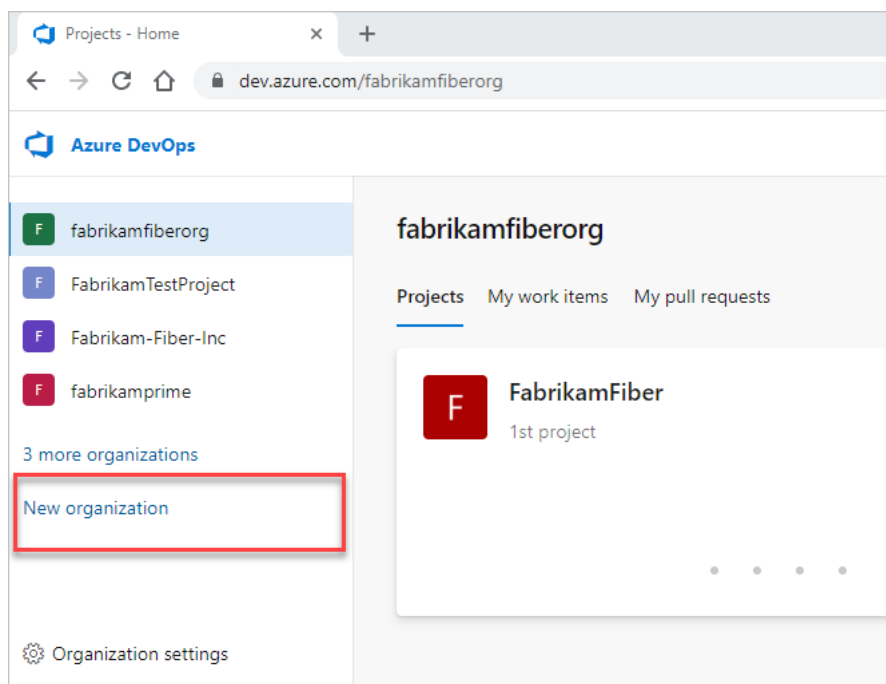 Projects - Home
dev.azure.com/fabrikamfiberorg
Azure DevOps
F fabrikamfiberorg
F FabrikamTestProject
F Fabrikam-Fiber-Inc
F fabrikamprime
3 more organizations
New organization
Organization settings
fabrikamfiberorg
Projects My work items My pull requests
F FabrikamFiber
1st project